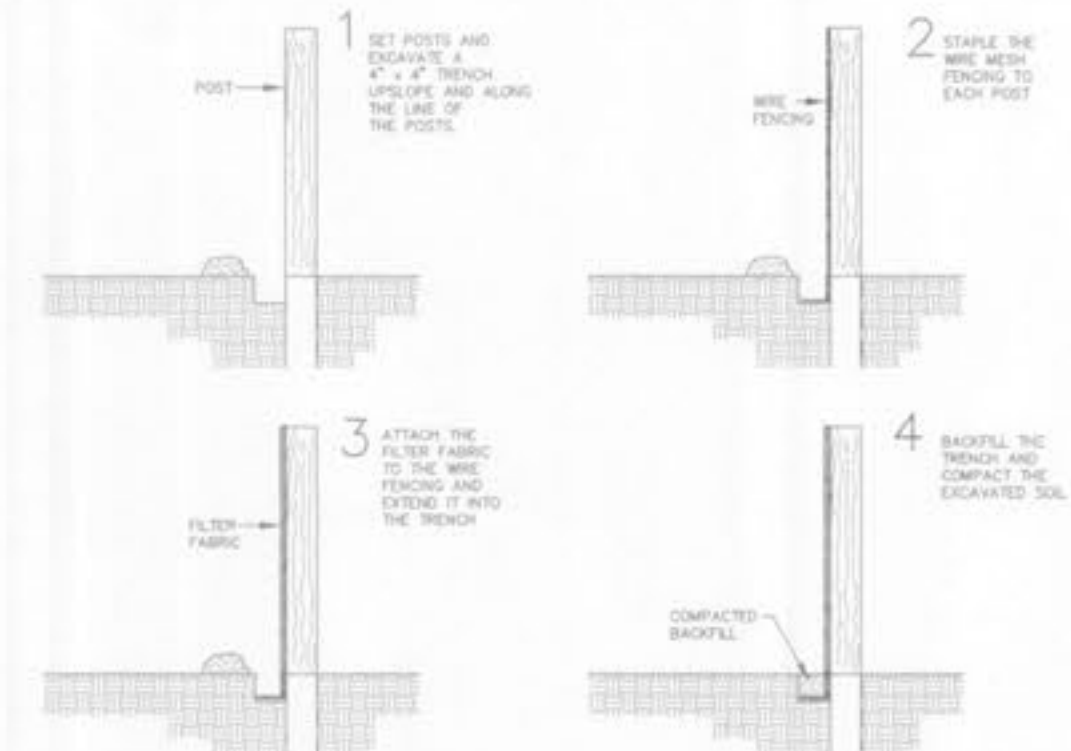 1
SET POSTS AND
EXCAVATE A
4" x 4" TRENCH
UPSLOPE AND ALONG
THE LINE OF
THE POSTS.
POST
2
STAPLE THE
WIRE MESH
FENCING TO
EACH POST
WIRE
FENCING
3
ATTACH THE
FILTER FABRIC
TO THE WIRE
FENCING AND
EXTEND IT INTO
THE TRENCH
FILTER
FABRIC
4
BACKFILL THE
TRENCH AND
COMPACT THE
EXCAVATED SOIL
COMPACTED
BACKFILL